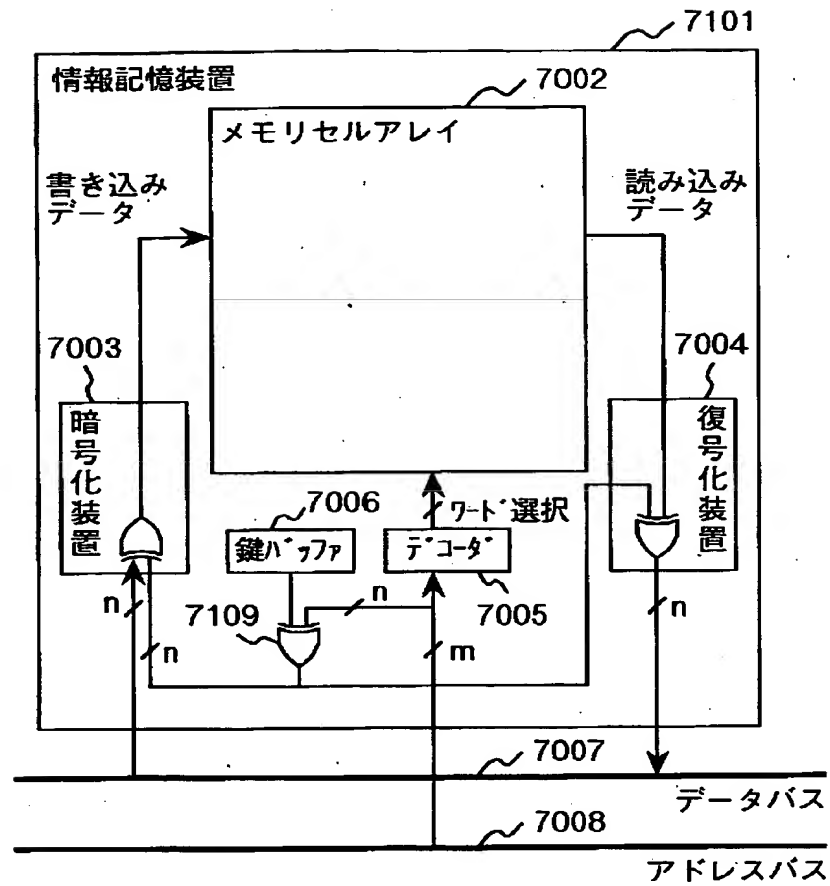 7101
情報記憶装置
7002
メモリセルアレイ
書き込み
データ
読み込み
データ
7003
暗号化装置
7004
復号化装置
7006
鍵バッファ
ワード選択
デコーダ
7005
7109
n
n
n
m
n
7007
データバス
7008
アドレスバス